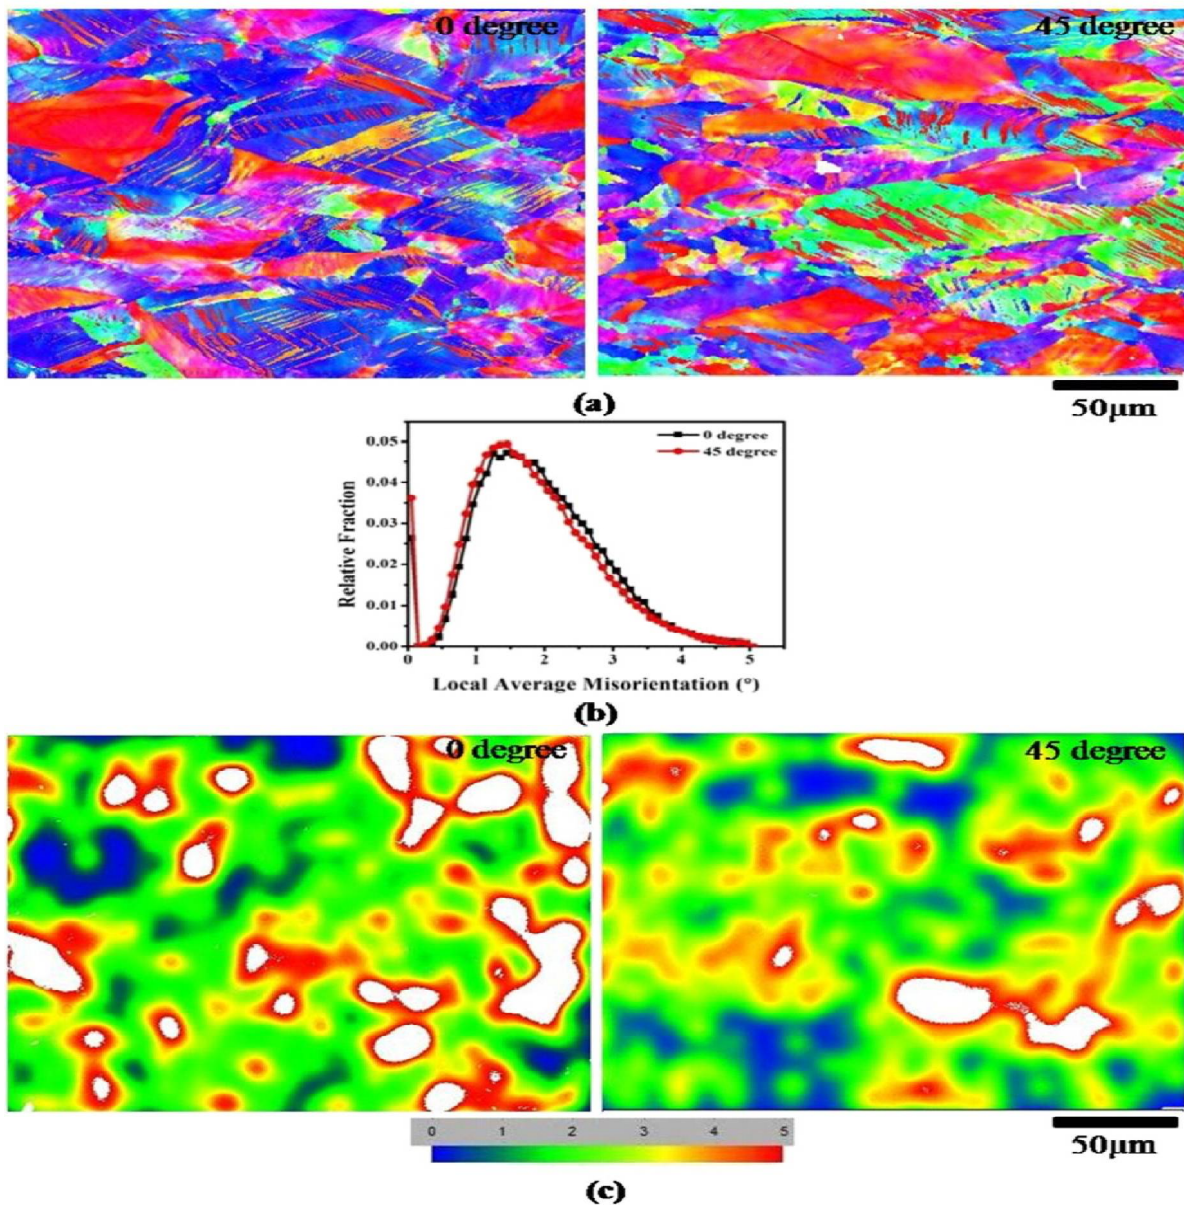 0 degree
45 degree
50μm
(a)
0.05
0.04
0.03
0.02
0.01
0.00
Relative Fraction
0 degree
45 degree
0 1 2 3 4 5
Local Average Misorientation (°)
(b)
0 degree
45 degree
0 1 2 3 4 5
50μm
(c)